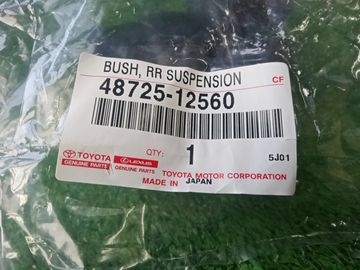 BUSH, RR SUSPENSION
CF
48725-12560
QTY:
1
5J01
TOYOTA
GENUINE PARTS
LEXUS
GENUINE PARTS
TOYOTA MOTOR CORPORATION
MADE IN JAPAN